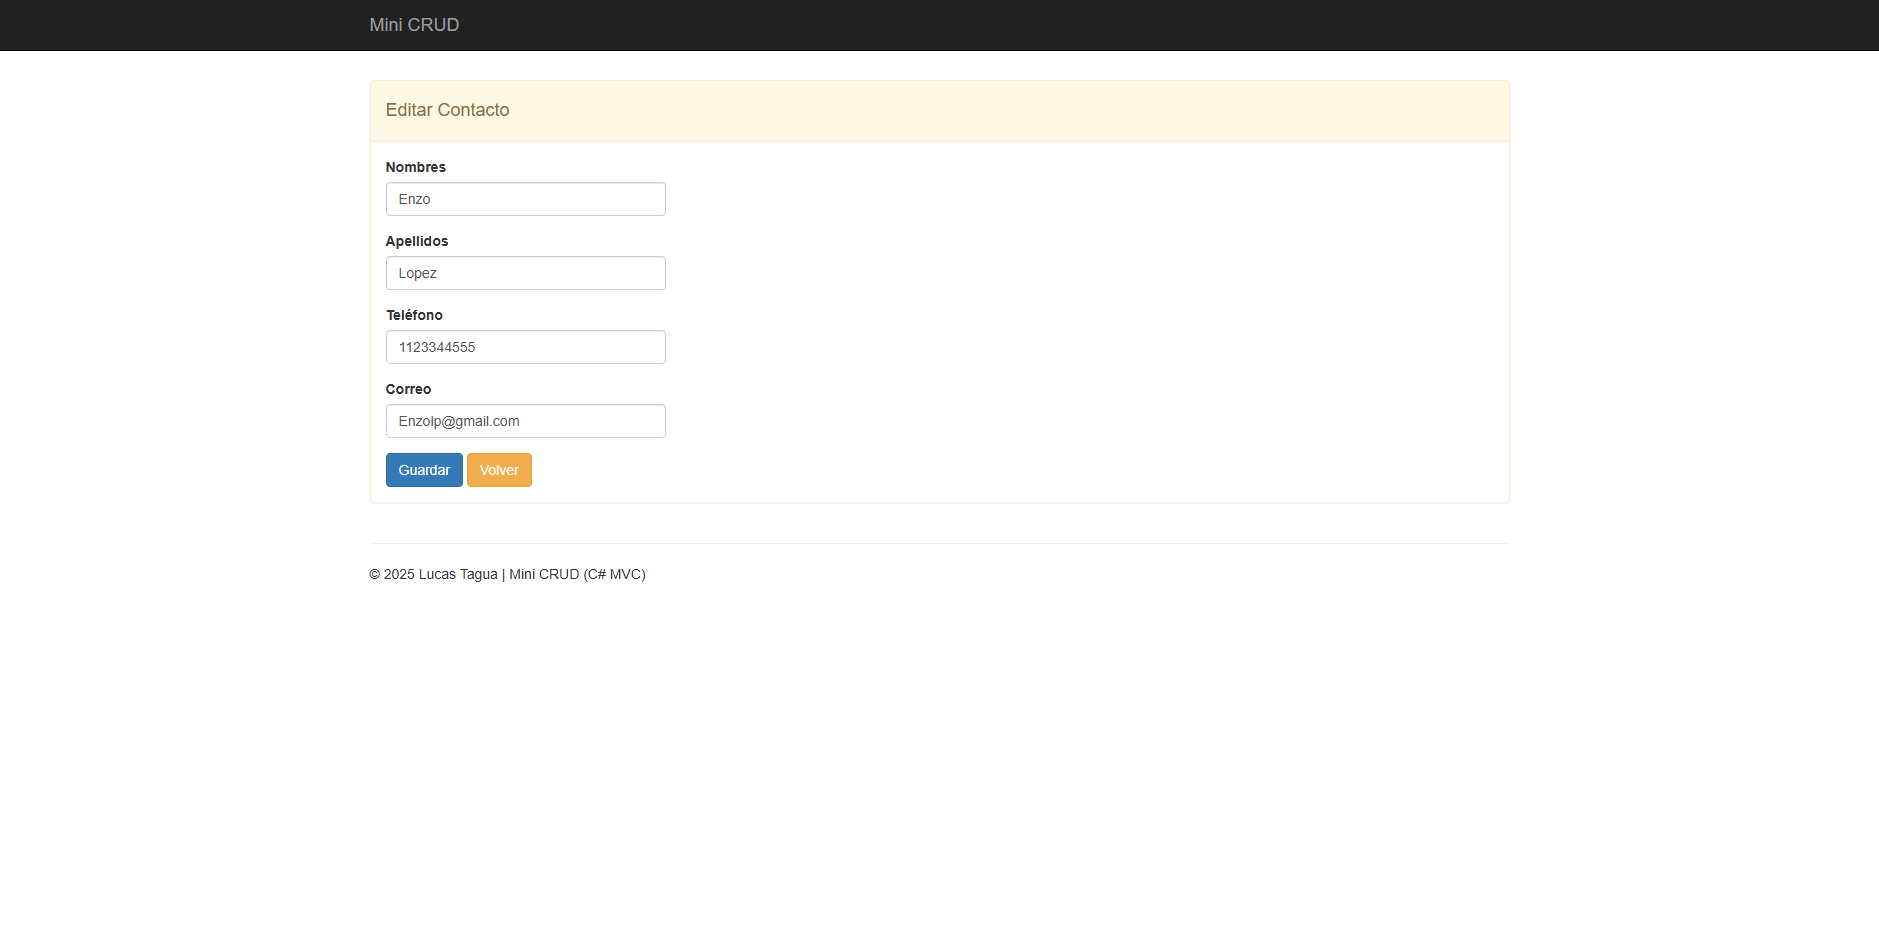 Mini CRUD
Editar Contacto
Nombres
Enzo
Apellidos
Lopez
Teléfono
1123344555
Correo
Enzolp@gmail.com
Guardar Volver
© 2025 Lucas Tagua | Mini CRUD (C# MVC)